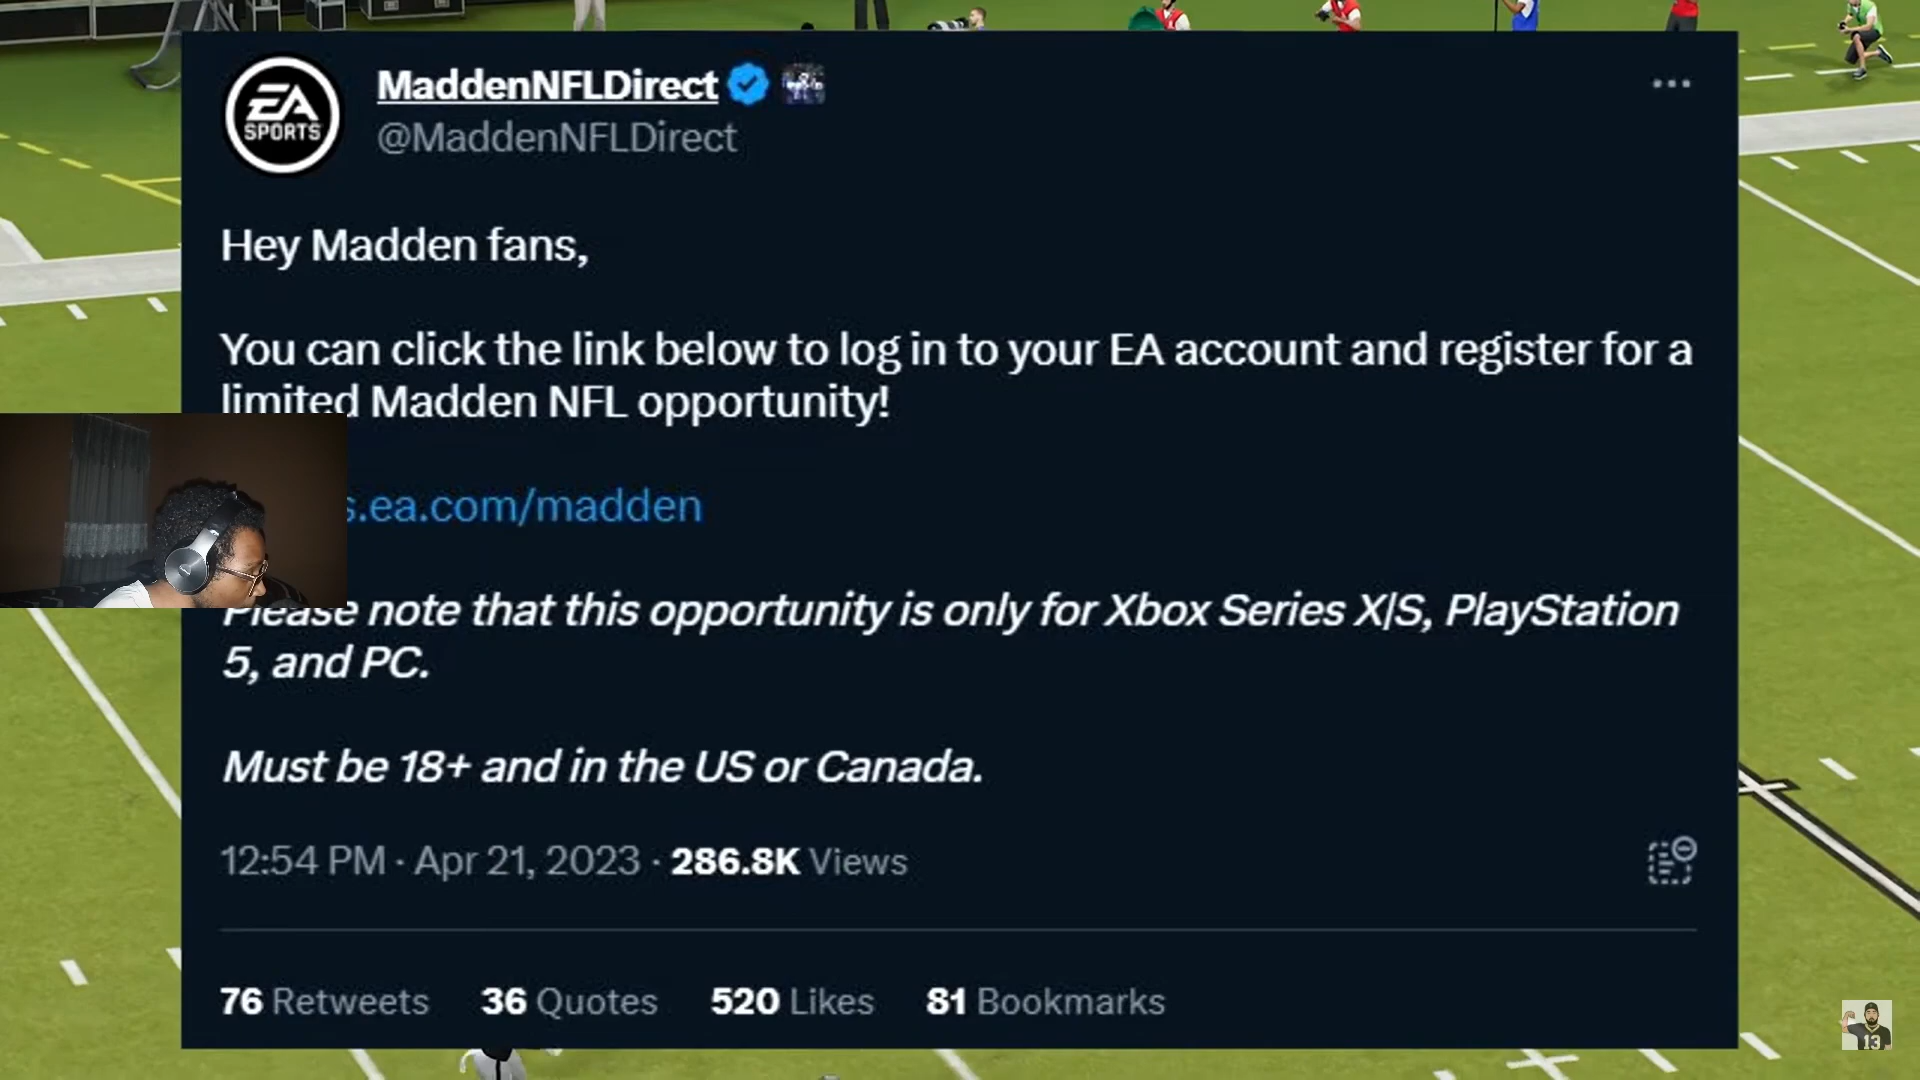 EA
SPORTS
MaddenNFLDirect
@MaddenNFLDirect
Hey Madden fans,
You can click the link below to log in to your EA account and register for a
limited Madden NFL opportunity!
s.ea.com/madden
Please note that this opportunity is only for Xbox Series X|S, PlayStation
5, and PC.
Must be 18+ and in the US or Canada.
12:54 PM · Apr 21, 2023 · 286.8K Views
76 Retweets 36 Quotes 520 Likes 81 Bookmarks
13